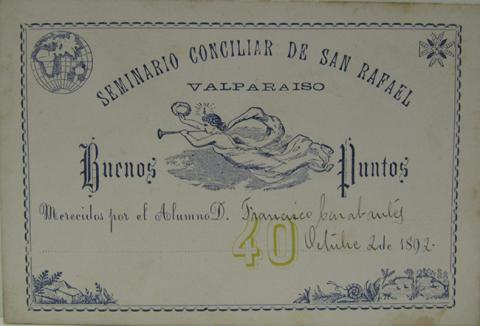 SEMINARIO CONCILIAR DE SAN RAFAEL
VALPARAISO
Buenos Puntos
Merecidos por el Alumno D. Francisco Carabantes
40
Octubre 2 de 1892.